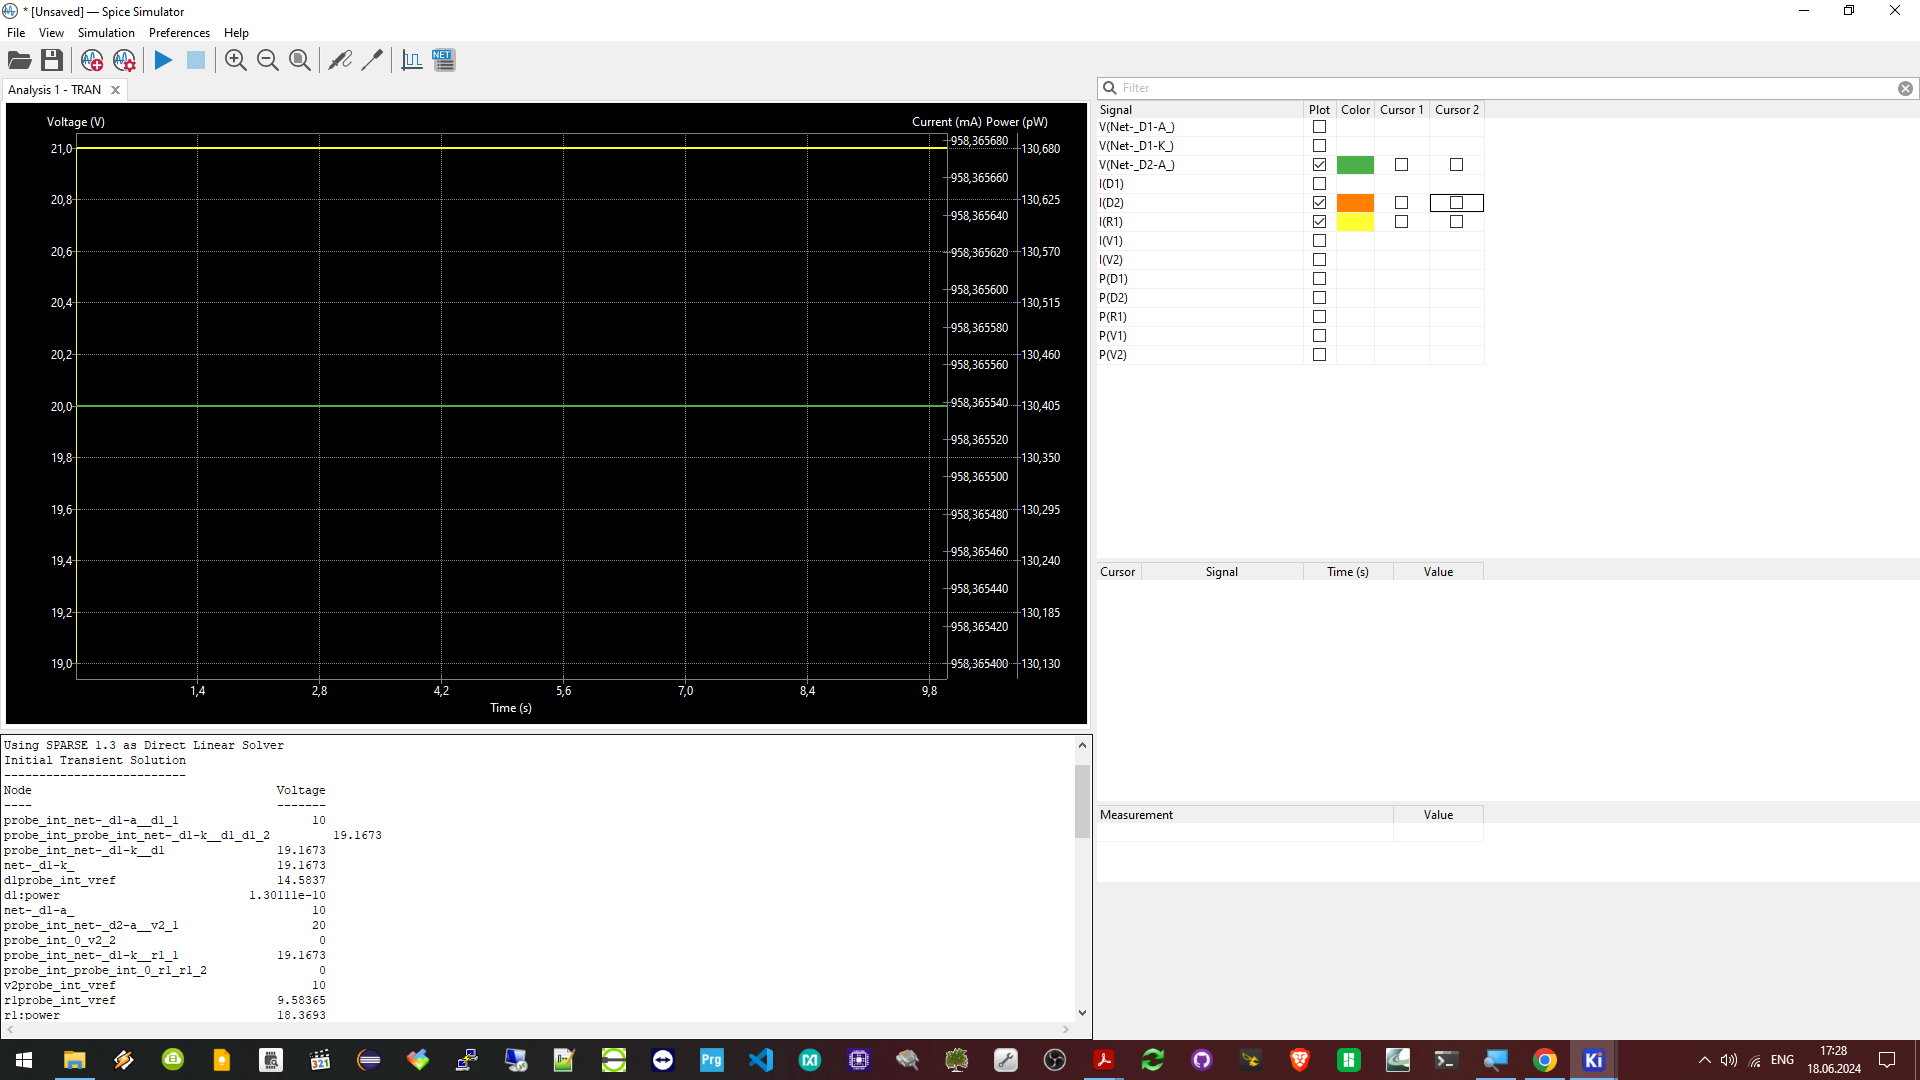 * [Unsaved] — Spice Simulator
File View Simulation Preferences Help
NET
Analysis 1 - TRAN
Filter
Signal Plot Color Cursor 1 Cursor 2
V(Net-_D1-A_)
V(Net-_D1-K_)
V(Net-_D2-A_)
I(D1)
I(D2)
I(R1)
I(V1)
I(V2)
P(D1)
P(D2)
P(R1)
P(V1)
P(V2)
Voltage (V)
Current (mA) Power (pW)
21,0
20,8
20,6
20,4
20,2
20,0
19,8
19,6
19,4
19,2
19,0
958,365680
958,365660
958,365640
958,365620
958,365600
958,365580
958,365560
958,365540
958,365520
958,365500
958,365480
958,365460
958,365440
958,365420
958,365400
130,680
130,625
130,570
130,515
130,460
130,405
130,350
130,295
130,240
130,185
130,130
1,4 2,8 4,2 5,6 7,0 8,4 9,8
Time (s)
Cursor Signal Time (s) Value
Measurement Value
Using SPARSE 1.3 as Direct Linear Solver
Initial Transient Solution
--------------------------
Node Voltage
---- -------
probe_int_net-_d1-a__d1_1 10
probe_int_probe_int_net-_d1-k__d1_d1_2 19.1673
probe_int_net-_d1-k__d1 19.1673
net-_d1-k_ 19.1673
d1probe_int_vref 14.5837
d1:power 1.30111e-10
net-_d1-a_ 10
probe_int_net-_d2-a__v2_1 20
probe_int_0_v2_2 0
probe_int_net-_d1-k__r1_1 19.1673
probe_int_probe_int_0_r1_r1_2 0
v2probe_int_vref 10
r1probe_int_vref 9.58365
r1:power 18.3693
321
Prg
Ki
ENG
17:28
18.06.2024